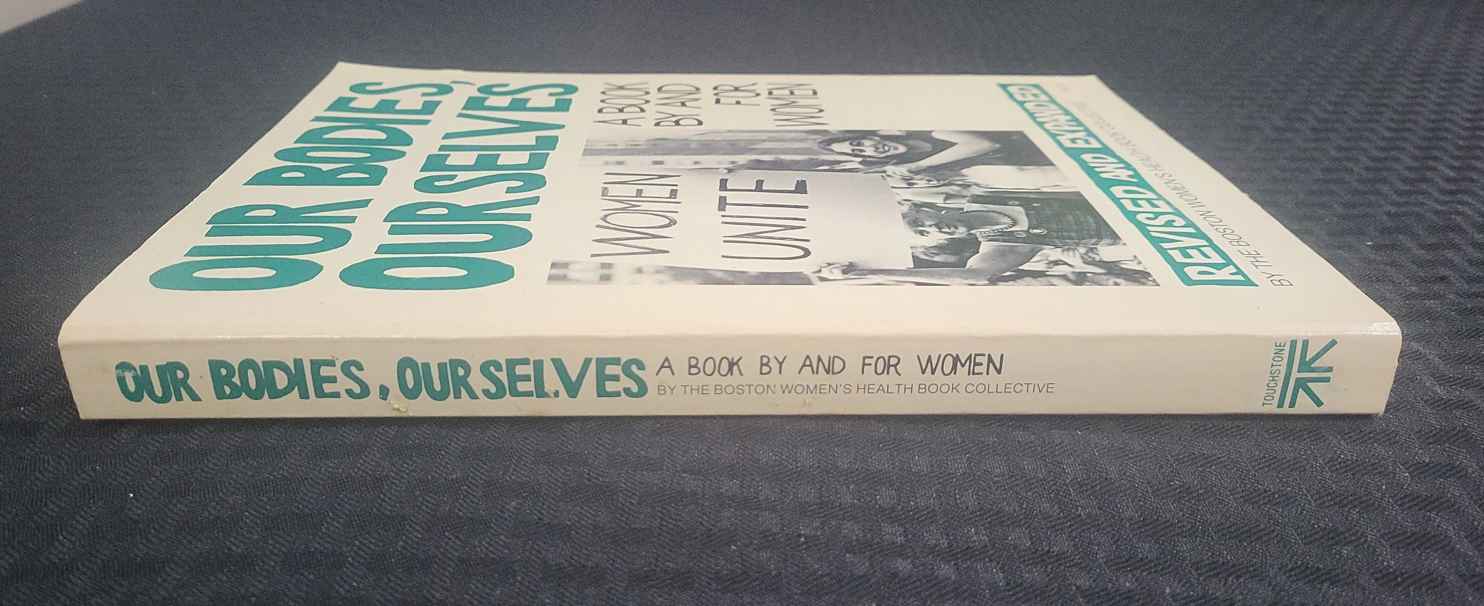 OUR BODIES,
OURSELVES
A BOOK
BY AND
FOR
WOMEN
WOMEN
UNITE
REVISED AND EXPANDED
BY THE BOSTON WOMEN'S HEALTH BOOK
OUR BODIES, OURSELVES
A BOOK BY AND FOR WOMEN
BY THE BOSTON WOMEN'S HEALTH BOOK COLLECTIVE
TOUCHSTONE